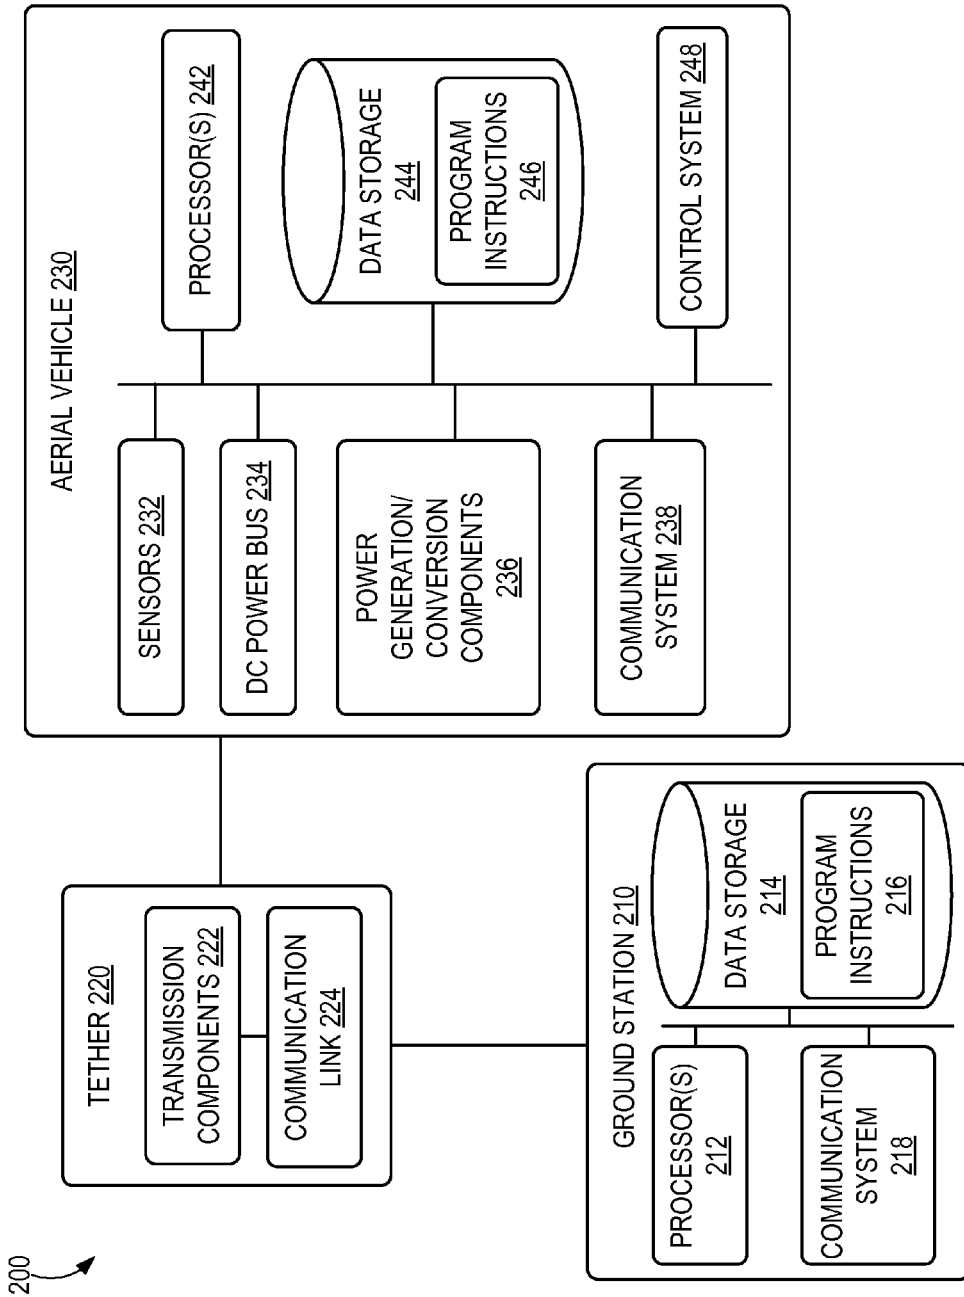 200
TETHER 220
TRANSMISSION
COMPONENTS 222
COMMUNICATION
LINK 224
AERIAL VEHICLE 230
SENSORS 232
DC POWER BUS 234
POWER
GENERATION/
CONVERSION
COMPONENTS
236
COMMUNICATION
SYSTEM 238
PROCESSOR(S) 242
DATA STORAGE
244
PROGRAM
INSTRUCTIONS
246
CONTROL SYSTEM 248
GROUND STATION 210
PROCESSOR(S)
212
COMMUNICATION
SYSTEM
218
DATA STORAGE
214
PROGRAM
INSTRUCTIONS
216